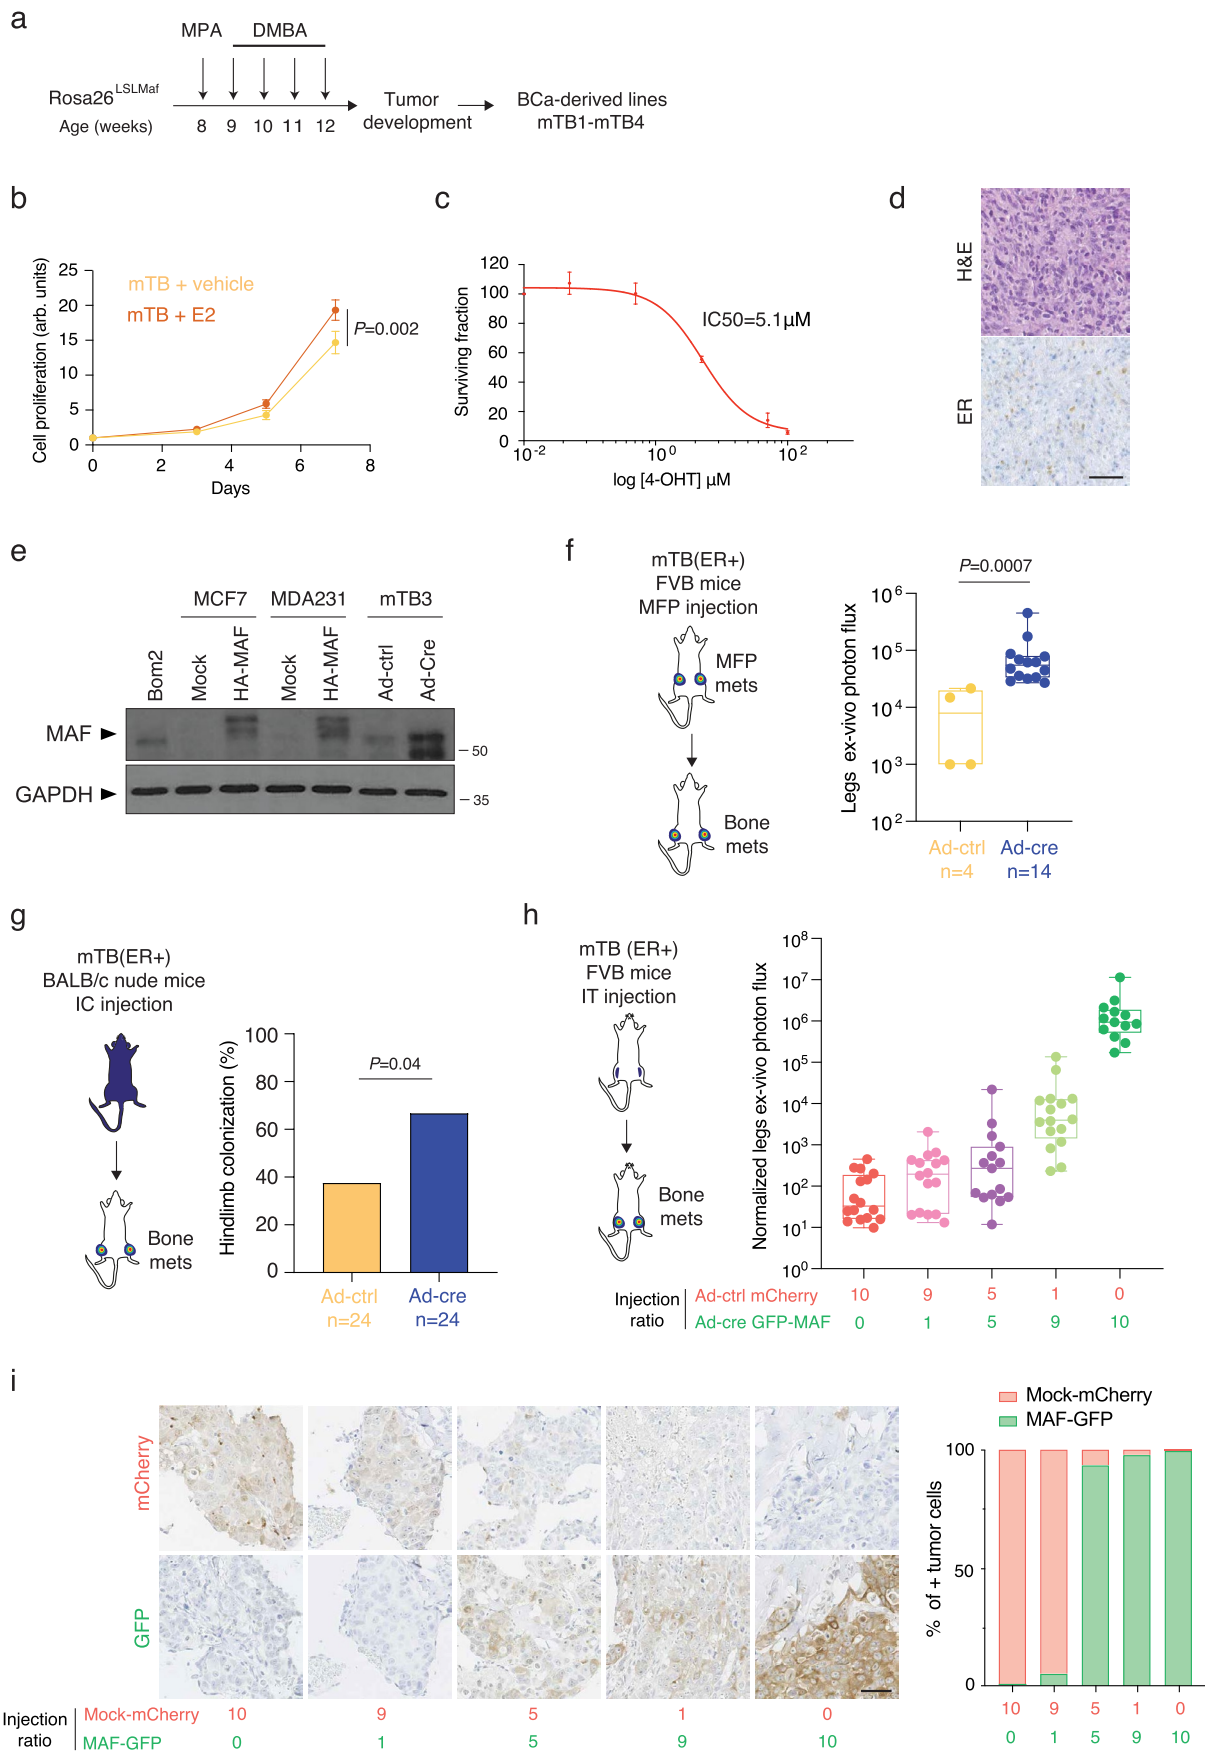 a
MPA DMBA
Rosa26LSLMaf
Age (weeks) 8 9 10 11 12
Tumor
development
BCa-derived lines
mTB1-mTB4
b
Cell proliferation (arb. units)
25
20
15
10
5
0
mTB + vehicle
mTB + E2
P=0.002
0 2 4 6 8
Days
c
Surviving fraction
120
100
80
60
40
20
0
IC50=5.1µM
10-2 100 102
log [4-OHT] µM
d
H&E
ER
e
MCF7 MDA231 mTB3
Bom2 Mock HA-MAF Mock HA-MAF Ad-ctrl Ad-Cre
MAF
50
GAPDH
35
f
mTB(ER+)
FVB mice
MFP injection
MFP
mets
Bone
mets
Legs ex-vivo photon flux
P=0.0007
106
105
104
103
102
Ad-ctrl Ad-cre
n=4 n=14
g
mTB(ER+)
BALB/c nude mice
IC injection
Bone
mets
Hindlimb colonization (%)
100
80
60
40
20
0
P=0.04
Ad-ctrl Ad-cre
n=24 n=24
h
mTB (ER+)
FVB mice
IT injection
Bone
mets
Normalized legs ex-vivo photon flux
108
107
106
105
104
103
102
101
100
Injection
ratio
Ad-ctrl mCherry 10 9 5 1 0
Ad-cre GFP-MAF 0 1 5 9 10
i
mCherry
GFP
Injection
ratio
Mock-mCherry 10 9 5 1 0
MAF-GFP 0 1 5 9 10
Mock-mCherry
MAF-GFP
% of + tumor cells
100
50
0
10 9 5 1 0
0 1 5 9 10